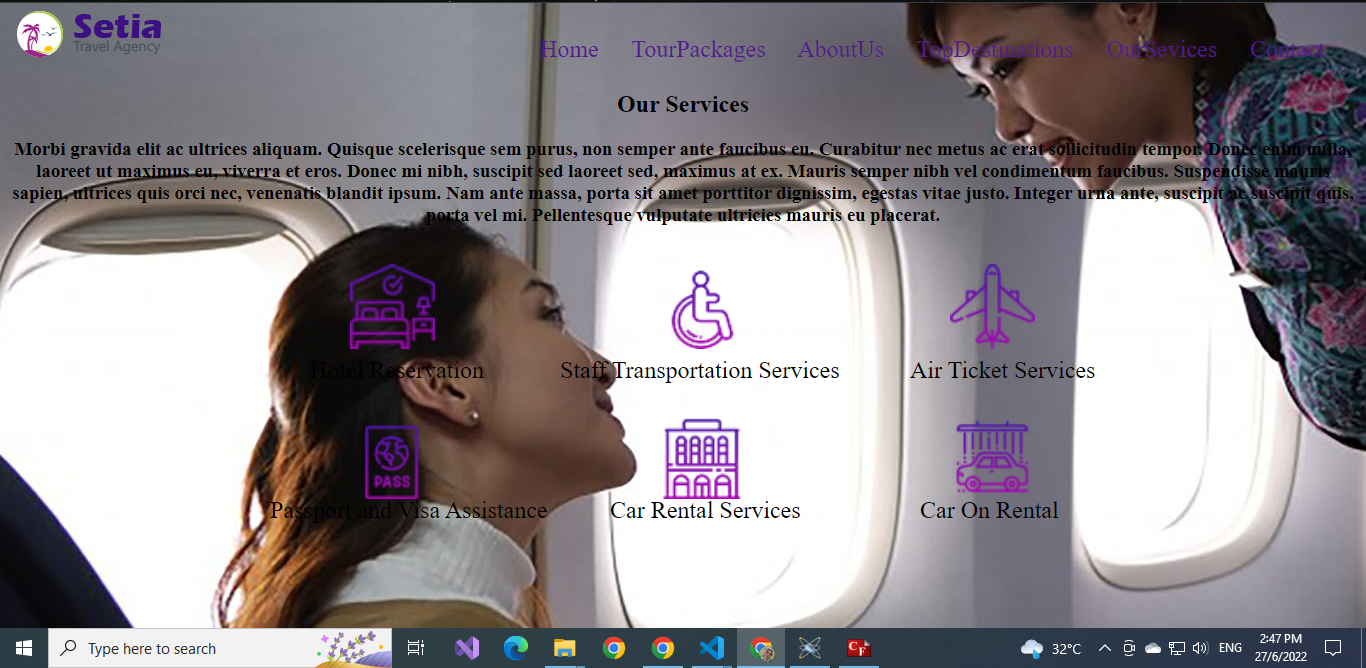 Setia
Travel Agency
Home TourPackages AboutUs TopDestinations OurSevices Contact
Our Services
Morbi gravida elit ac ultrices aliquam. Quisque scelerisque sem purus, non semper ante faucibus eu. Curabitur nec metus ac erat sollicitudin tempor. Donec enim nulla,
laoreet ut maximus eu, viverra et eros. Donec mi nibh, suscipit sed laoreet sed, maximus at ex. Mauris semper nibh vel condimentum faucibus. Suspendisse mauris
sapien, ultrices quis orci nec, venenatis blandit ipsum. Nam ante massa, porta sit amet porttitor dignissim, egestas vitae justo. Integer urna ante, suscipit ac suscipit quis,
porta vel mi. Pellentesque vulputate ultricies mauris eu placerat.
Hotel Reservation Staff Transportation Services Air Ticket Services
PASS
Passport and Visa Assistance Car Rental Services Car On Rental
Type here to search
CF
32°C
ENG
2:47 PM
27/6/2022